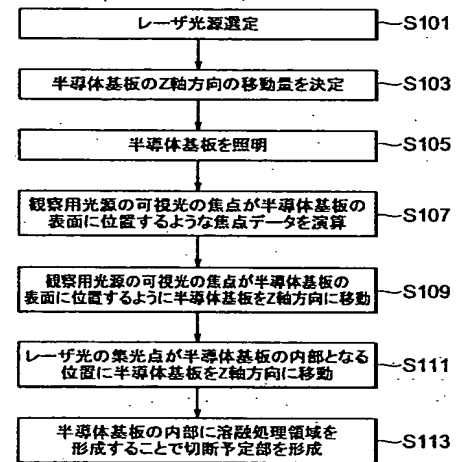 レーザ光源選定
S101
半導体基板のZ軸方向の移動量を決定
S103
半導体基板を照明
S105
観察用光源の可視光の焦点が半導体基板の
表面に位置するような焦点データを演算
S107
観察用光源の可視光の焦点が半導体基板の
表面に位置するように半導体基板をZ軸方向に移動
S109
レーザ光の集光点が半導体基板の内部となる
位置に半導体基板をZ軸方向に移動
S111
半導体基板の内部に溶融処理領域を
形成することで切断予定部を形成
S113